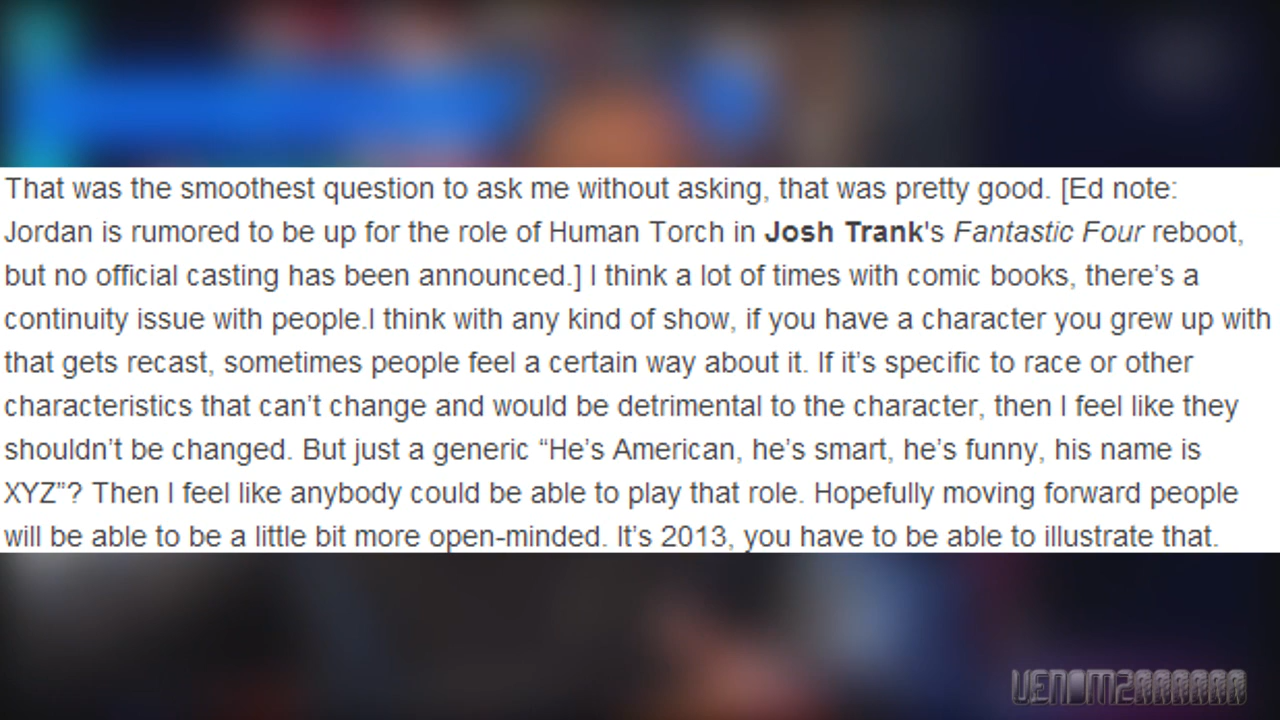 That was the smoothest question to ask me without asking, that was pretty good. [Ed note:
Jordan is rumored to be up for the role of Human Torch in Josh Trank's Fantastic Four reboot,
but no official casting has been announced.] I think a lot of times with comic books, there’s a
continuity issue with people.I think with any kind of show, if you have a character you grew up with
that gets recast, sometimes people feel a certain way about it. If it’s specific to race or other
characteristics that can’t change and would be detrimental to the character, then I feel like they
shouldn’t be changed. But just a generic “He’s American, he’s smart, he’s funny, his name is
XYZ”? Then I feel like anybody could be able to play that role. Hopefully moving forward people
will be able to be a little bit more open-minded. It’s 2013, you have to be able to illustrate that.